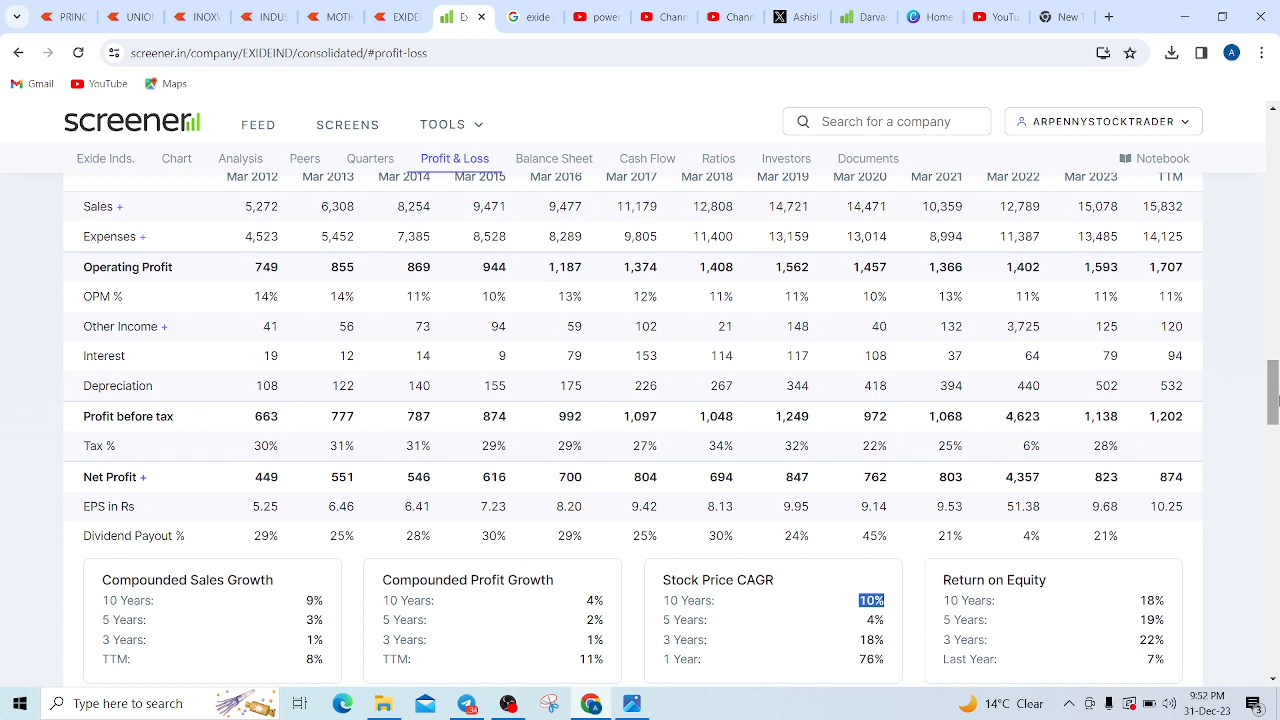 PRINC
INOXV
INDU
MOTH
EXIDE
D
exide
power
Chann
Chann
Ashish
Darva
Home
Youtu
New T
screener.in/company/EXIDEIND/consolidated/#profit-loss
A
Gmail YouTube Maps
screener FEED SCREENS TOOLS Search for a company ARPENNYSTOCKTRADER
Exide Inds. Chart Analysis Peers Quarters Profit & Loss Balance Sheet Cash Flow Ratios Investors Documents Notebook
Mar 2012 Mar 2013 Mar 2014 Mar 2015 Mar 2016 Mar 2017 Mar 2018 Mar 2019 Mar 2020 Mar 2021 Mar 2022 Mar 2023 TTM
Sales + 5,272 6,308 8,254 9,471 9,477 11,179 12,808 14,721 14,471 10,359 12,789 15,078 15,832
Expenses + 4,523 5,452 7,385 8,528 8,289 9,805 11,400 13,159 13,014 8,994 11,387 13,485 14,125
Operating Profit 749 855 869 944 1,187 1,374 1,408 1,562 1,457 1,366 1,402 1,593 1,707
OPM % 14% 14% 11% 10% 13% 12% 11% 11% 10% 13% 11% 11% 11%
Other Income + 41 56 73 94 59 102 21 148 40 132 3,725 125 120
Interest 19 12 14 9 79 153 114 117 108 37 64 79 94
Depreciation 108 122 140 155 175 226 267 344 418 394 440 502 532
Profit before tax 663 777 787 874 992 1,097 1,048 1,249 972 1,068 4,623 1,138 1,202
Tax % 30% 31% 31% 29% 29% 27% 34% 32% 22% 25% 6% 28%
Net Profit + 449 551 546 616 700 804 694 847 762 803 4,357 823 874
EPS in Rs 5.25 6.46 6.41 7.23 8.20 9.42 8.13 9.95 9.14 9.53 51.38 9.68 10.25
Dividend Payout % 29% 25% 28% 30% 29% 25% 30% 24% 45% 21% 4% 21%
Compounded Sales Growth
10 Years: 9%
5 Years: 3%
3 Years: 1%
TTM: 8%
Compounded Profit Growth
10 Years: 4%
5 Years: 2%
3 Years: 1%
TTM: 11%
Stock Price CAGR
10 Years: 10%
5 Years: 4%
3 Years: 18%
1 Year: 76%
Return on Equity
10 Years: 18%
5 Years: 19%
3 Years: 22%
Last Year: 7%
Type here to search
14°C Clear
9:52 PM
31-Dec-23